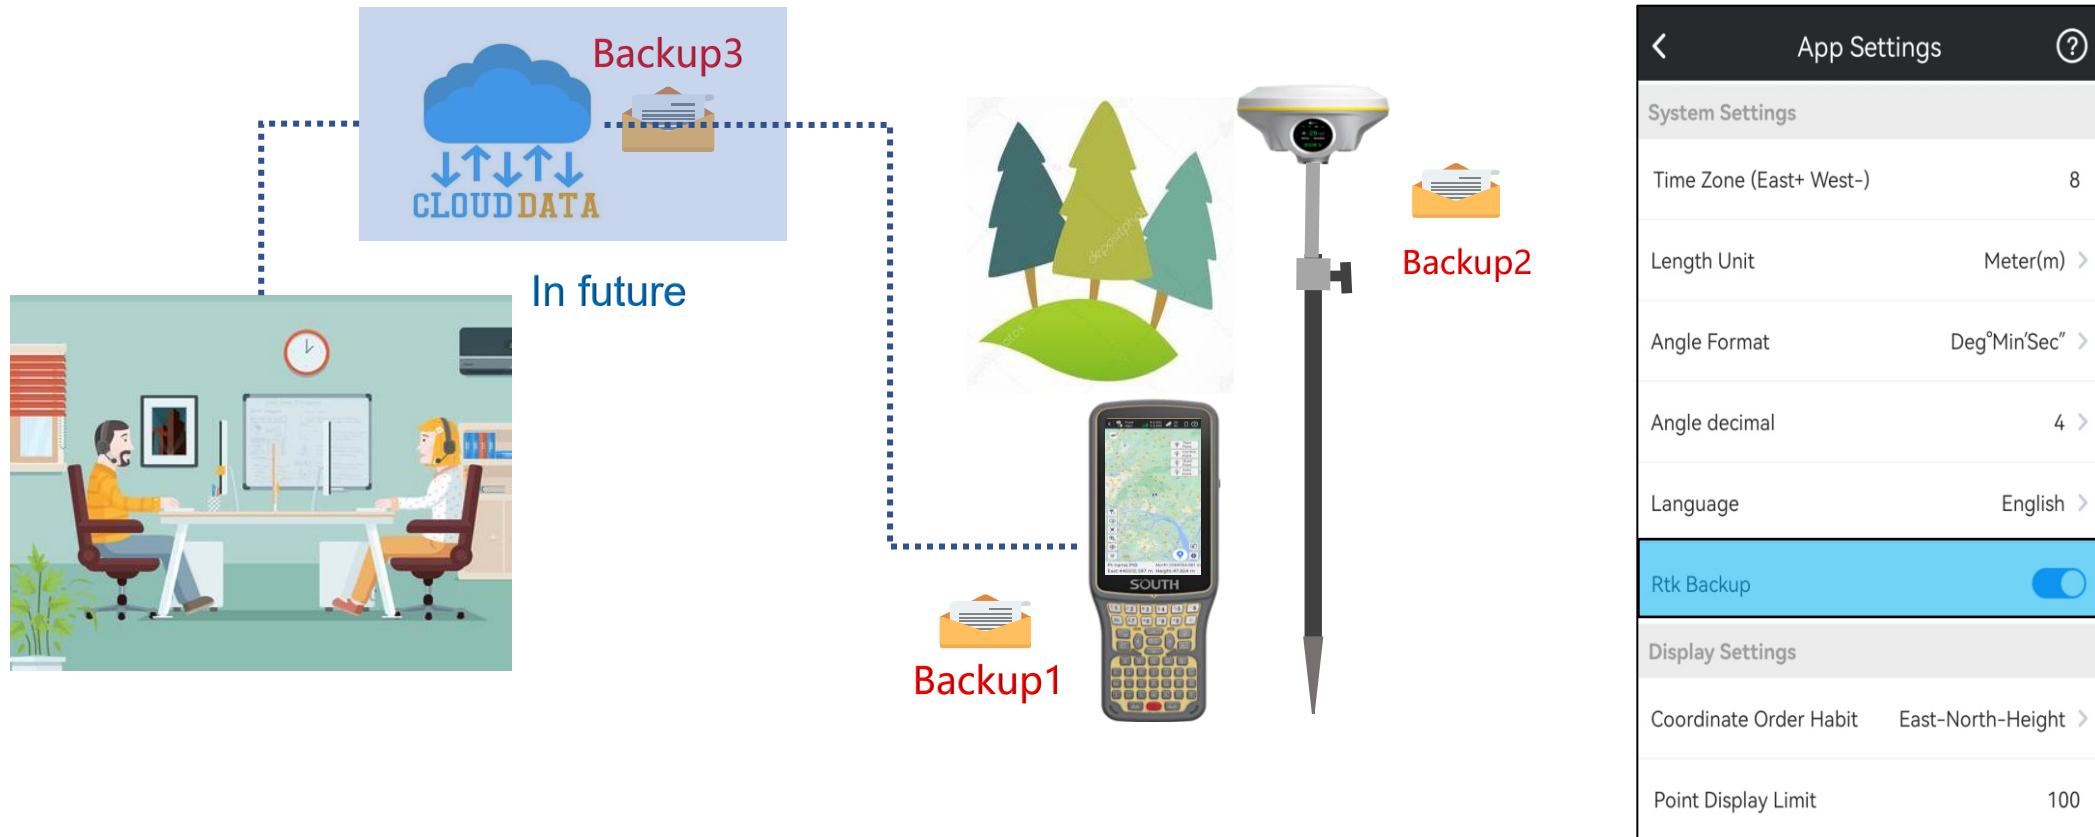 Backup3
CLOUD DATA
In future
Backup2
depositphotos
SOUTH
Backup1
App Settings
System Settings
Time Zone (East+ West-) 8
Length Unit Meter(m)
Angle Format Deg°Min'Sec"
Angle decimal 4
Language English
Rtk Backup
Display Settings
Coordinate Order Habit East-North-Height
Point Display Limit 100